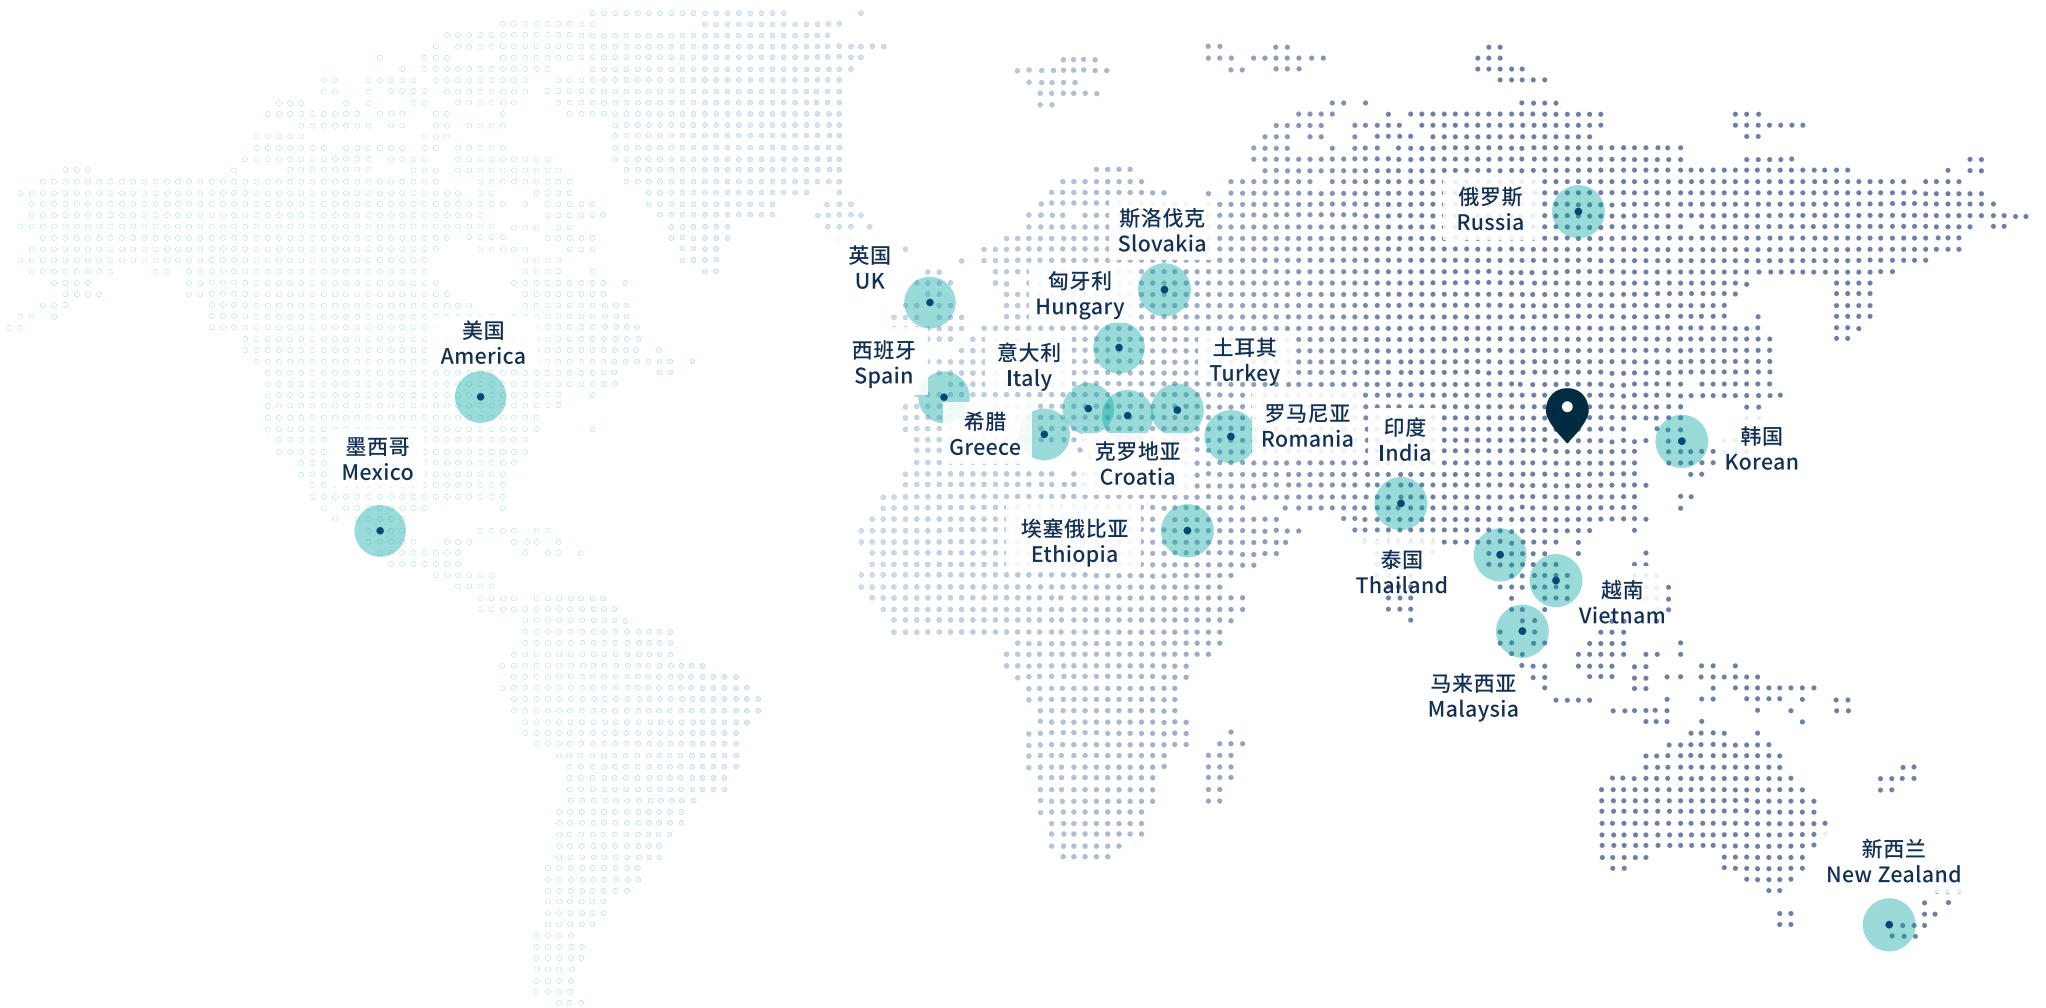 俄罗斯
Russia
斯洛伐克
Slovakia
英国
UK
匈牙利
Hungary
美国
America
西班牙
Spain
意大利
Italy
土耳其
Turkey
希腊
Greece
罗马尼亚
Romania
印度
India
韩国
Korean
墨西哥
Mexico
克罗地亚
Croatia
埃塞俄比亚
Ethiopia
泰国
Thailand
越南
Vietnam
马来西亚
Malaysia
新西兰
New Zealand